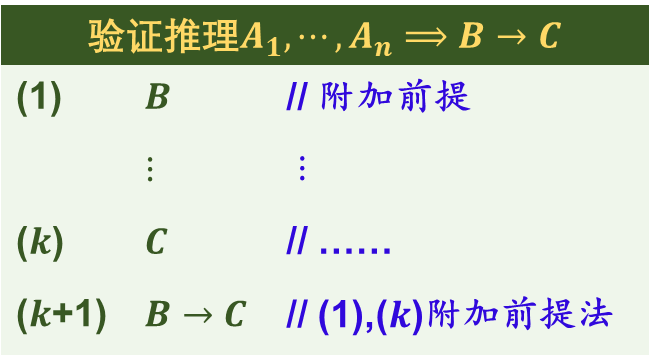 验证推理A₁,⋯,Aₙ ⟹ B → C
(1) B // 附加前提
⋮ ⋮
(k) C // ......
(k+1) B → C // (1),(k)附加前提法